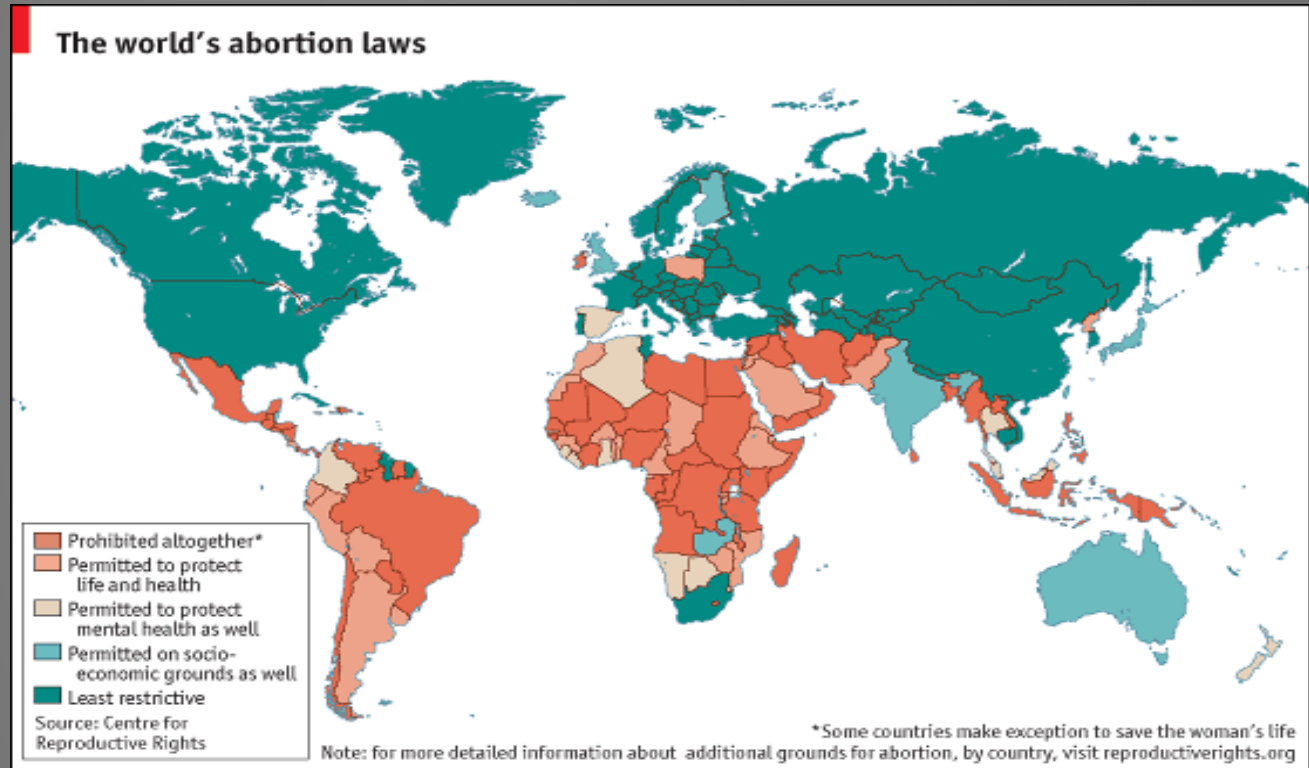 The world's abortion laws
Prohibited altogether*
Permitted to protect
life and health
Permitted to protect
mental health as well
Permitted on socio-
economic grounds as well
Least restrictive
Source: Centre for
Reproductive Rights
*Some countries make exception to save the woman's life
Note: for more detailed information about additional grounds for abortion, by country, visit reproductiverights.org